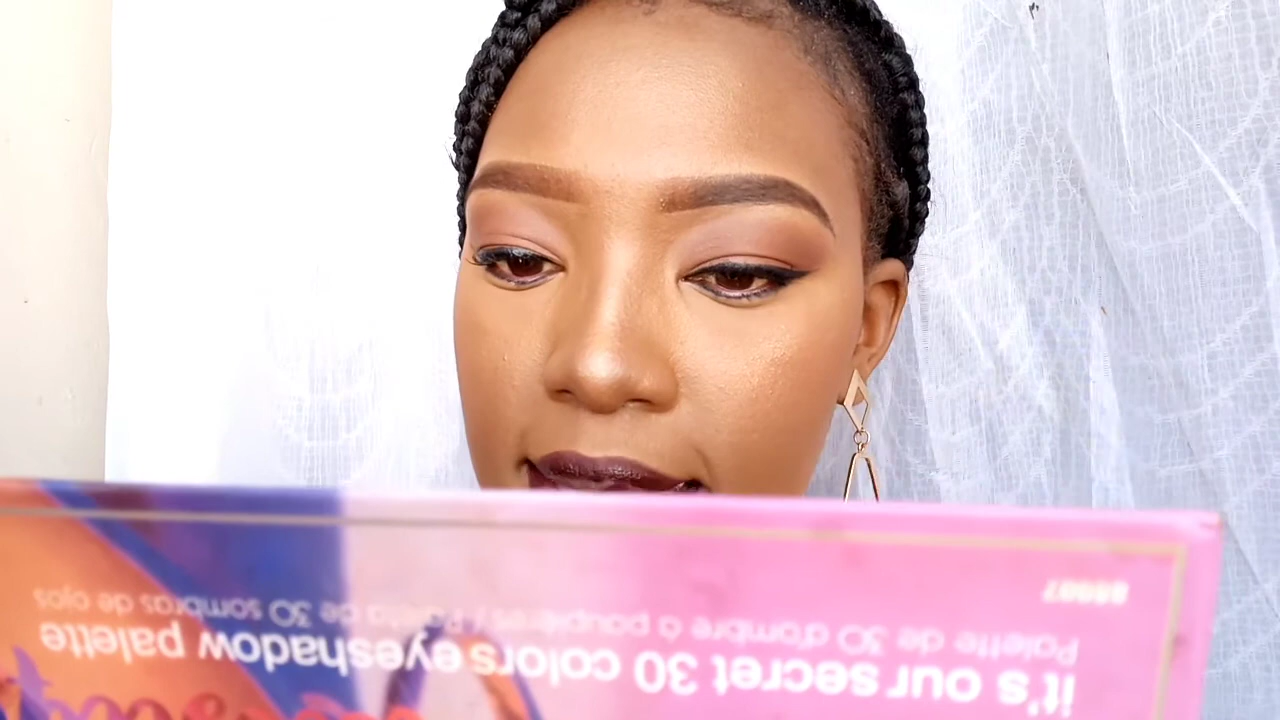 it's our secret 30 colors eyeshadow palette
Palette de 30 d'ombre à paupières / Paleta de 30 sombras de ojos